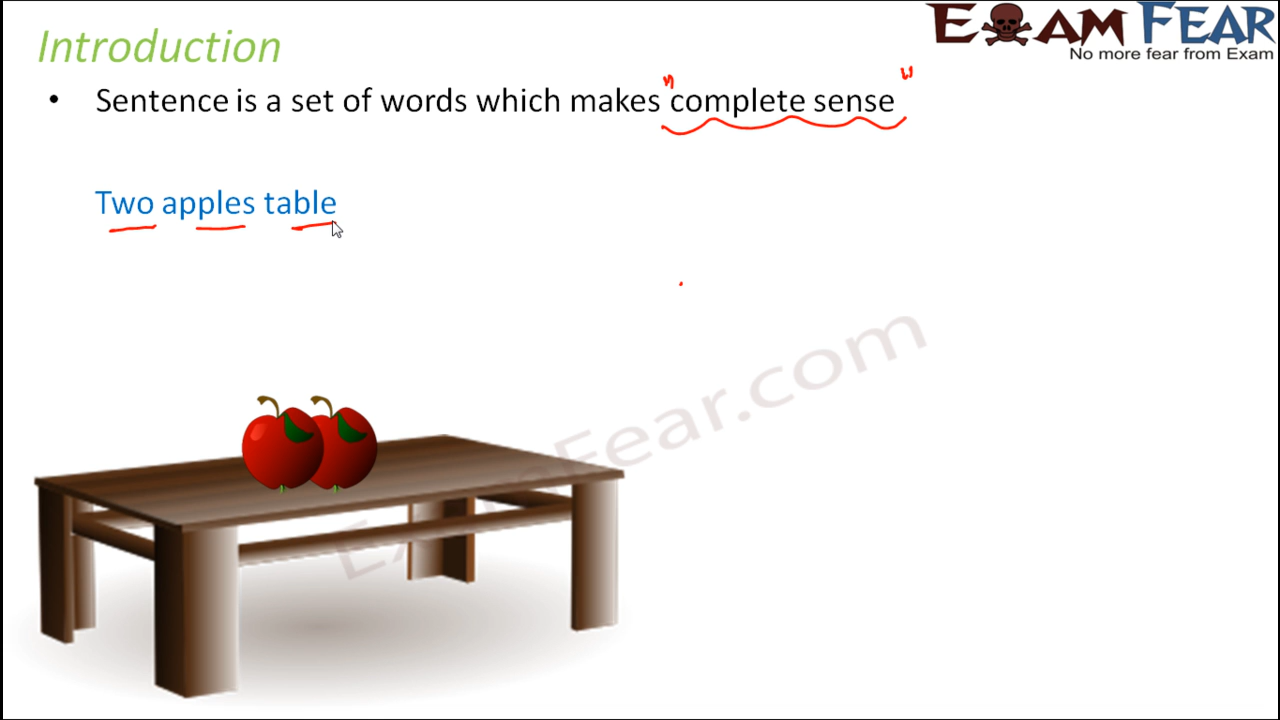 Introduction
EXAM FEAR
No more fear from Exam
• Sentence is a set of words which makes "complete sense"
Two apples table
ExamFear.com